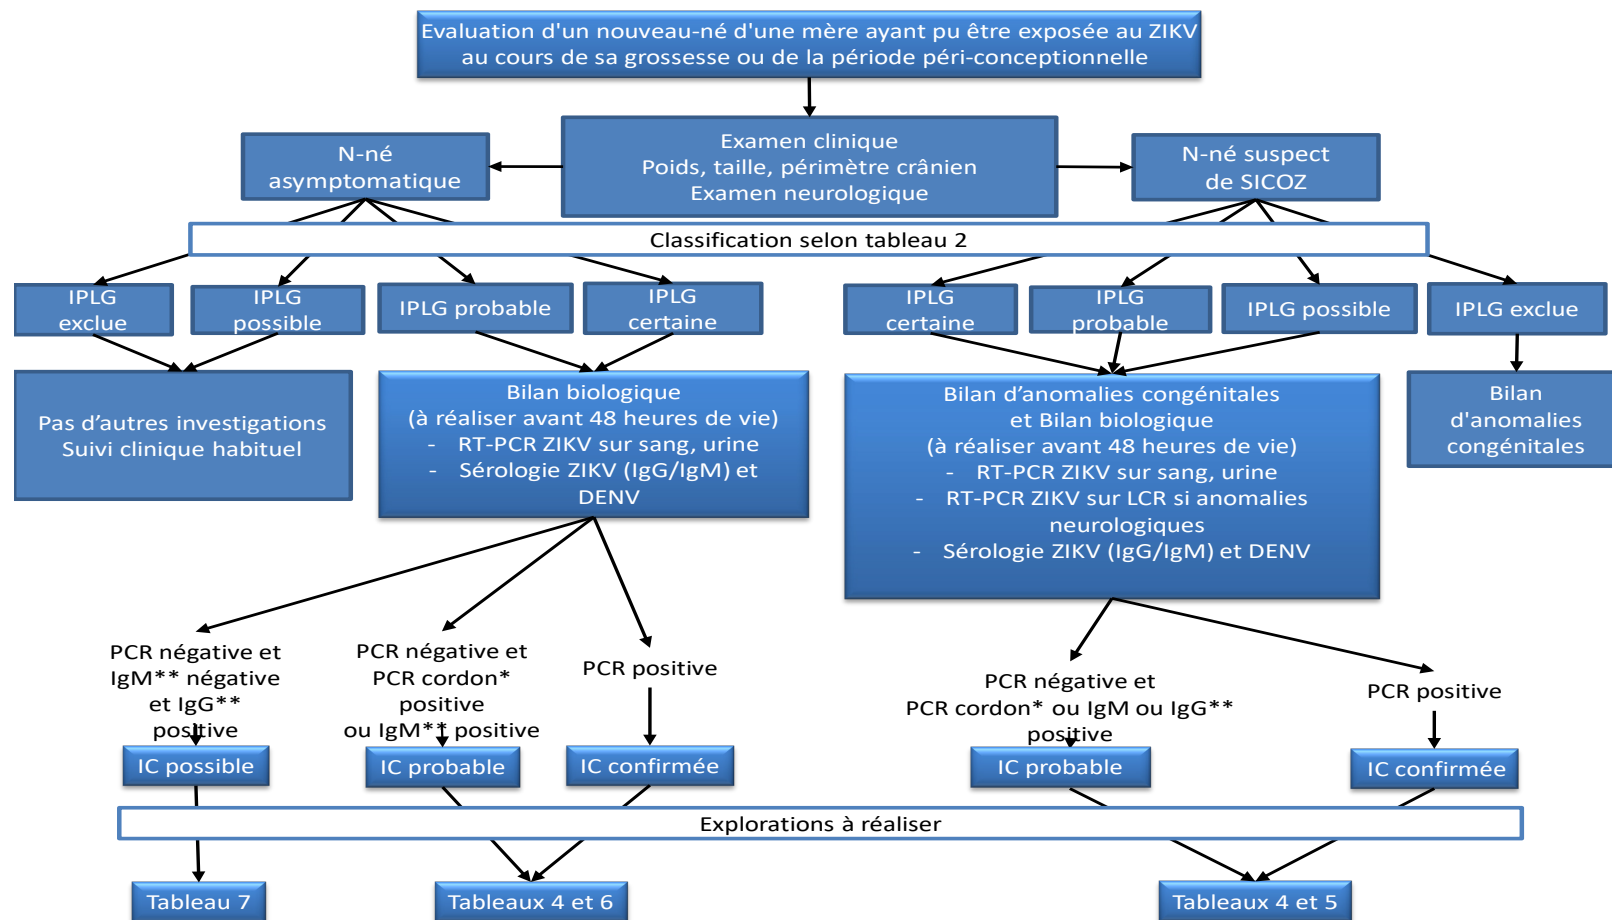 Evaluation d'un nouveau-né d'une mère ayant pu être exposée au ZIKV
au cours de sa grossesse ou de la période péri-conceptionnelle
N-né
asymptomatique
Examen clinique
Poids, taille, périmètre crânien
Examen neurologique
N-né suspect
de SICOZ
Classification selon tableau 2
IPLG
exclue
IPLG
possible
IPLG probable
IPLG
certaine
IPLG
certaine
IPLG
probable
IPLG possible
IPLG exclue
Pas d’autres investigations
Suivi clinique habituel
Bilan biologique
(à réaliser avant 48 heures de vie)
- RT-PCR ZIKV sur sang, urine
- Sérologie ZIKV (IgG/IgM) et
DENV
Bilan d’anomalies congénitales
et Bilan biologique
(à réaliser avant 48 heures de vie)
- RT-PCR ZIKV sur sang, urine
- RT-PCR ZIKV sur LCR si anomalies
neurologiques
- Sérologie ZIKV (IgG/IgM) et DENV
Bilan
d'anomalies
congénitales
PCR négative et
IgM** négative
et IgG**
positive
PCR négative et
PCR cordon*
positive
ou IgM** positive
PCR positive
PCR négative et
PCR cordon* ou IgM ou IgG**
positive
PCR positive
IC possible
IC probable
IC confirmée
IC probable
IC confirmée
Explorations à réaliser
Tableau 7
Tableaux 4 et 6
Tableaux 4 et 5